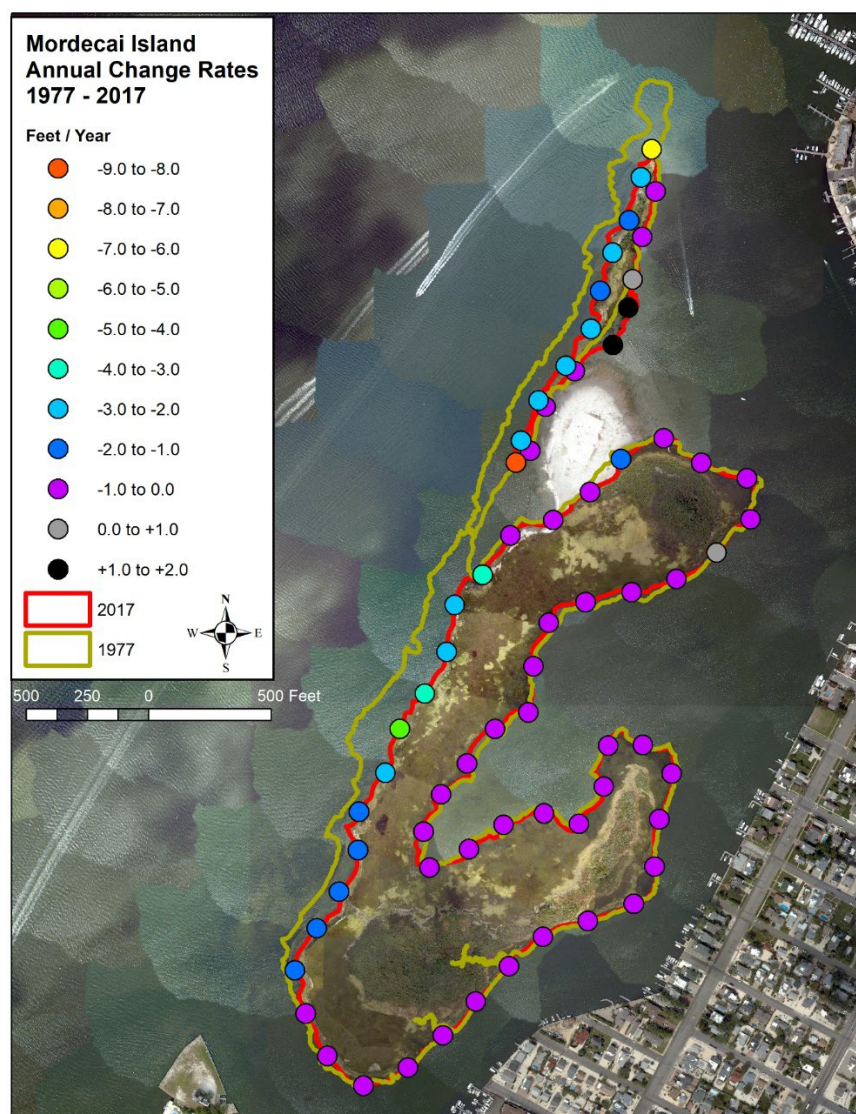 Mordecai Island
Annual Change Rates
1977 - 2017
Feet / Year
-9.0 to -8.0
-8.0 to -7.0
-7.0 to -6.0
-6.0 to -5.0
-5.0 to -4.0
-4.0 to -3.0
-3.0 to -2.0
-2.0 to -1.0
-1.0 to 0.0
0.0 to +1.0
+1.0 to +2.0
2017
1977
N
W E
S
500 250 0 500 Feet